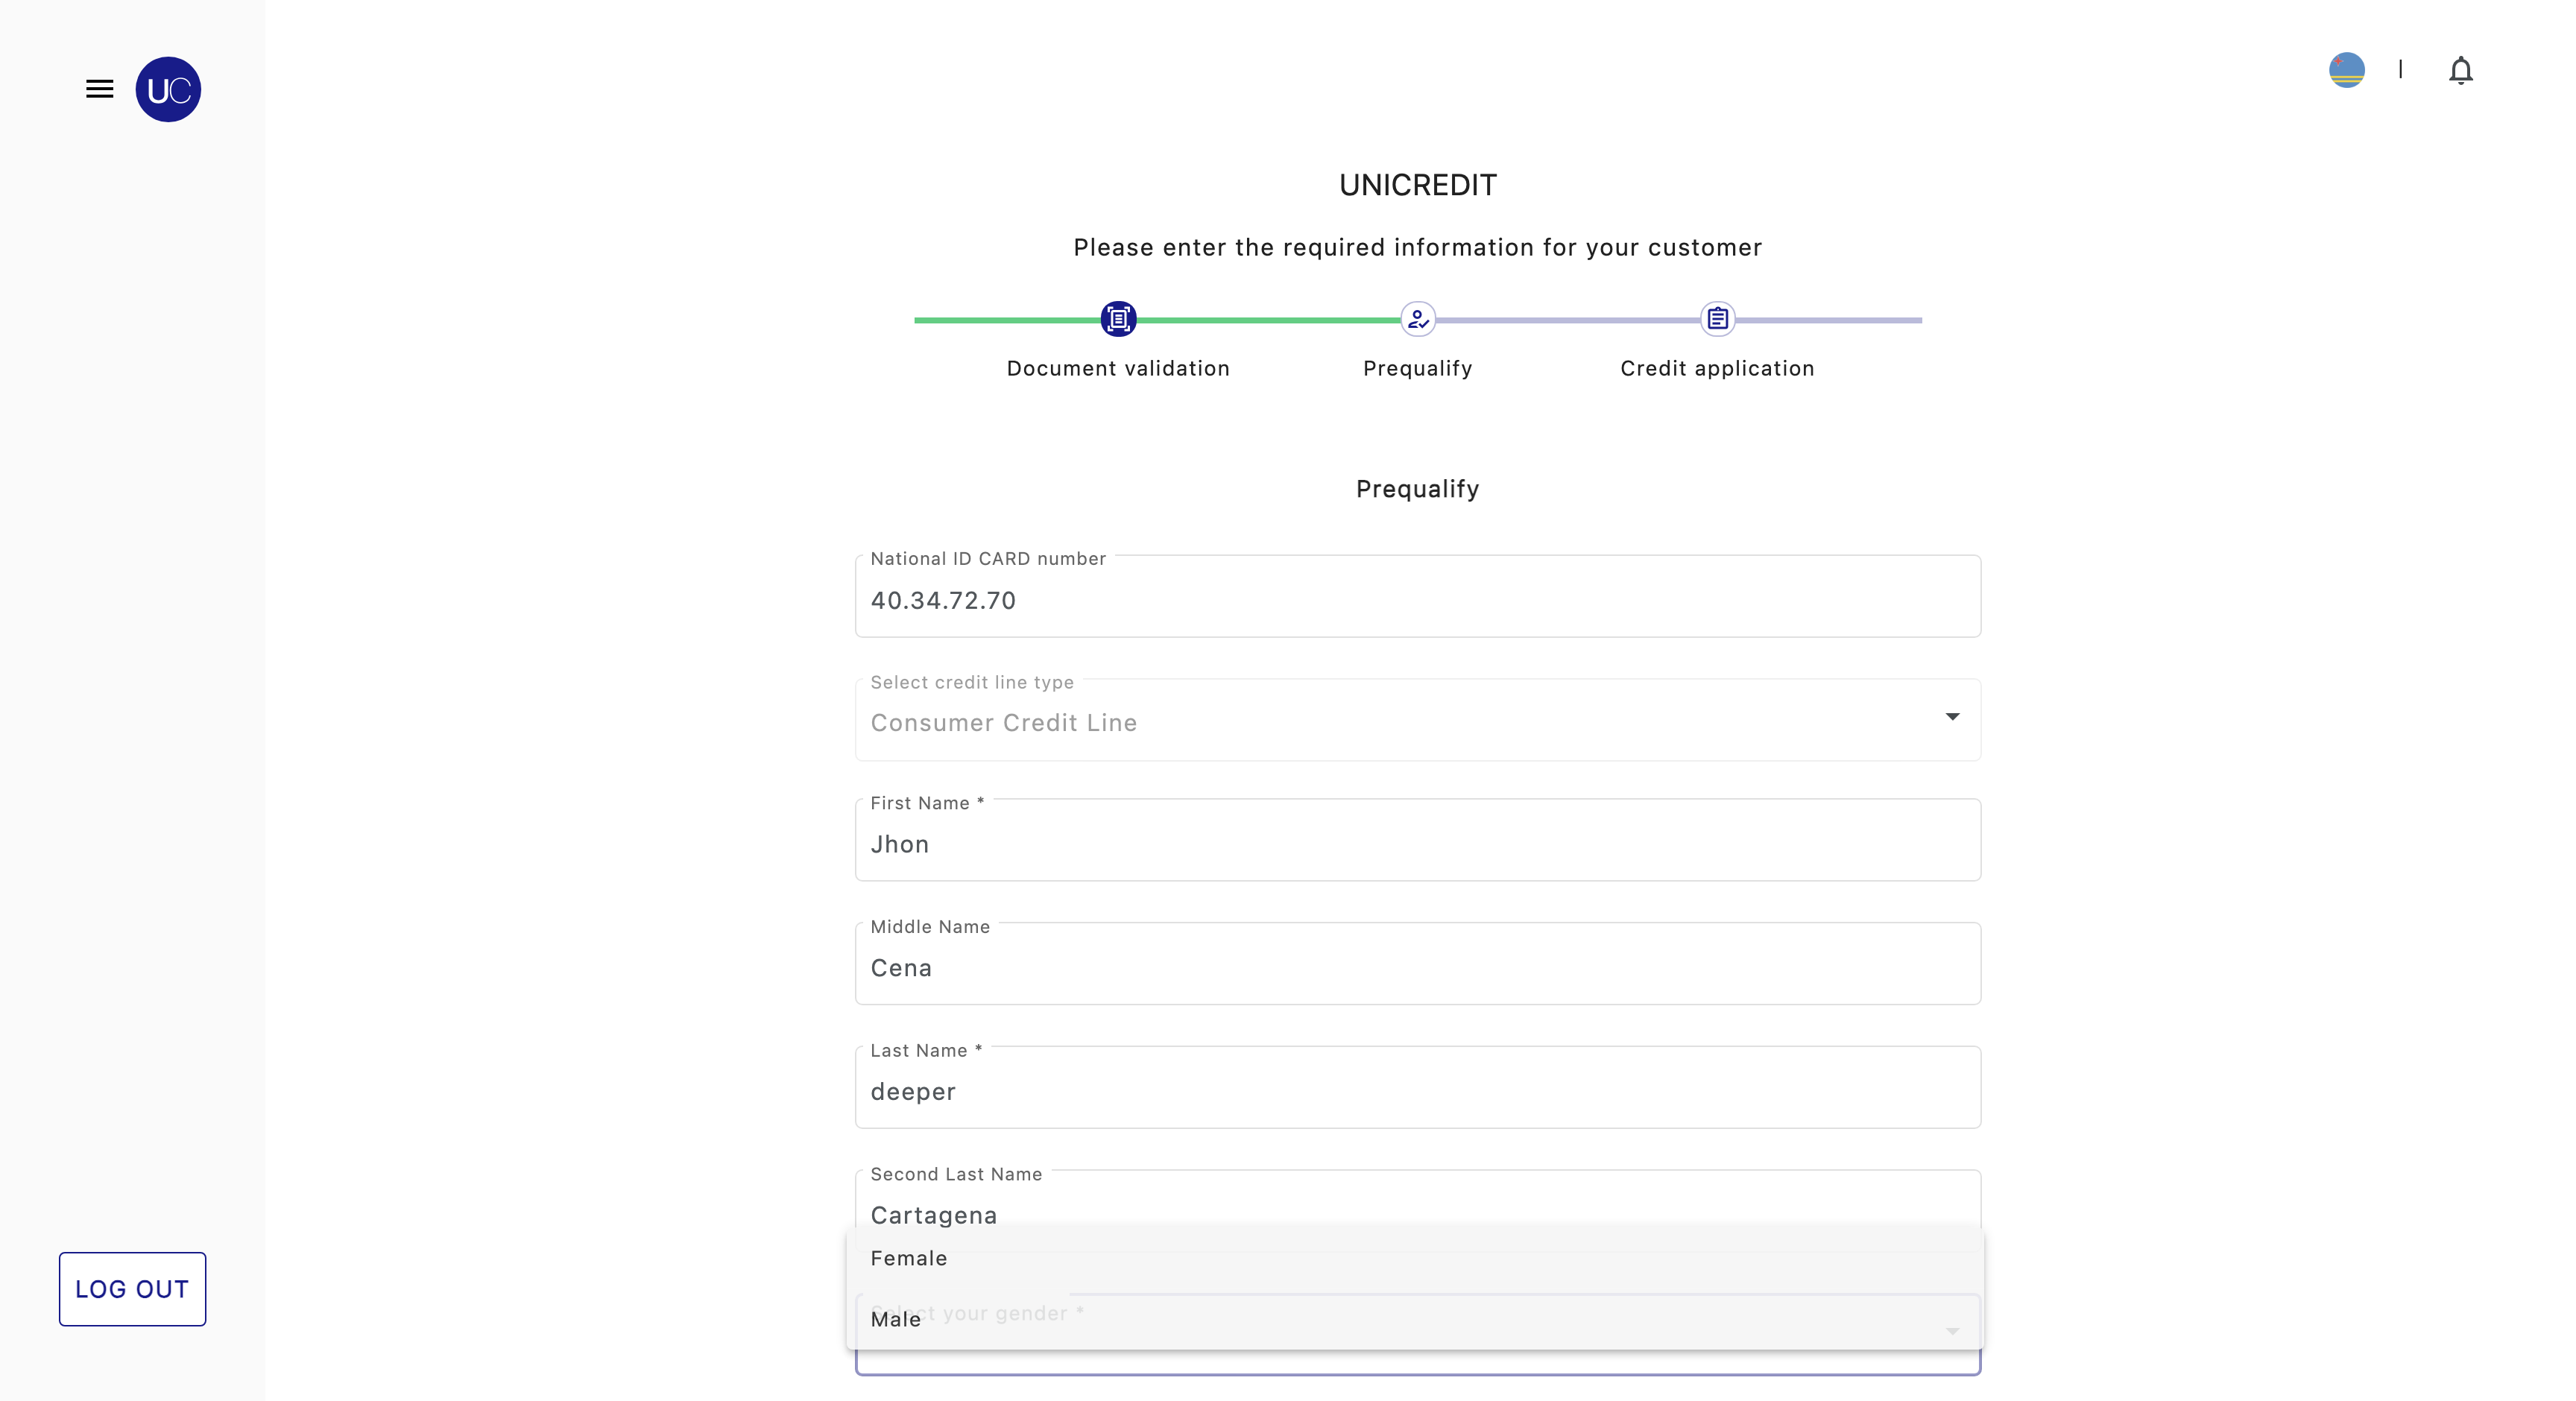 UC
UNICREDIT
Please enter the required information for your customer
Document validation
Prequalify
Credit application
Prequalify
National ID CARD number
40.34.72.70
Select credit line type
Consumer Credit Line
First Name *
Jhon
Middle Name
Cena
Last Name *
deeper
Second Last Name
Cartagena
Female
Select your gender *
Male
LOG OUT